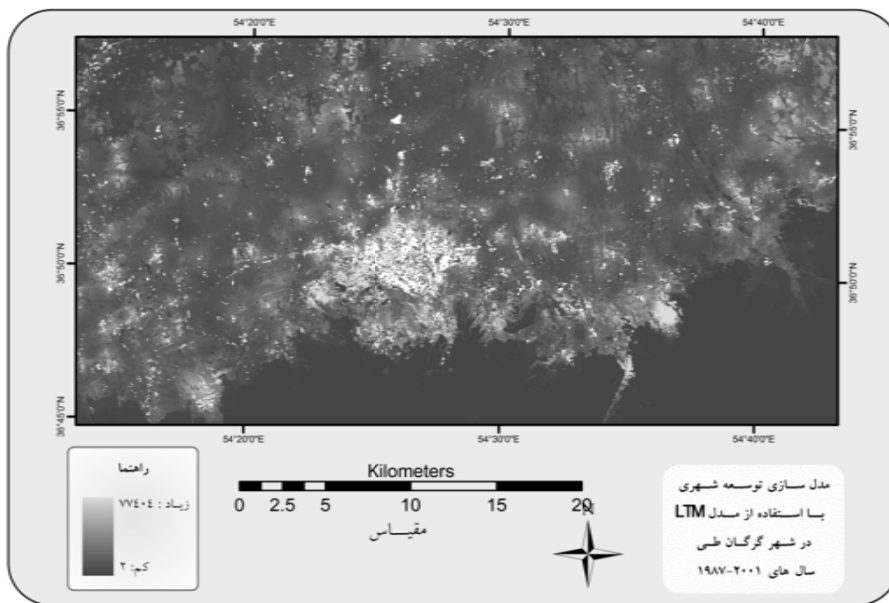 54°20'0"E 54°30'0"E 54°40'0"E
36°55'0"N
36°55'0"N
36°50'0"N
36°50'0"N
36°45'0"N
54°20'0"E 54°30'0"E 54°40'0"E
راهنما
زیاد : ۷۷۴۰۴
کم: ۲
Kilometers
0 2.5 5 10 15 20
مقیاس
N
مدل سازی توسعه شهری
با استفاده از مدل LTM
در شهر گرگان طی
سال های ۲۰۰۱-۱۹۸۷